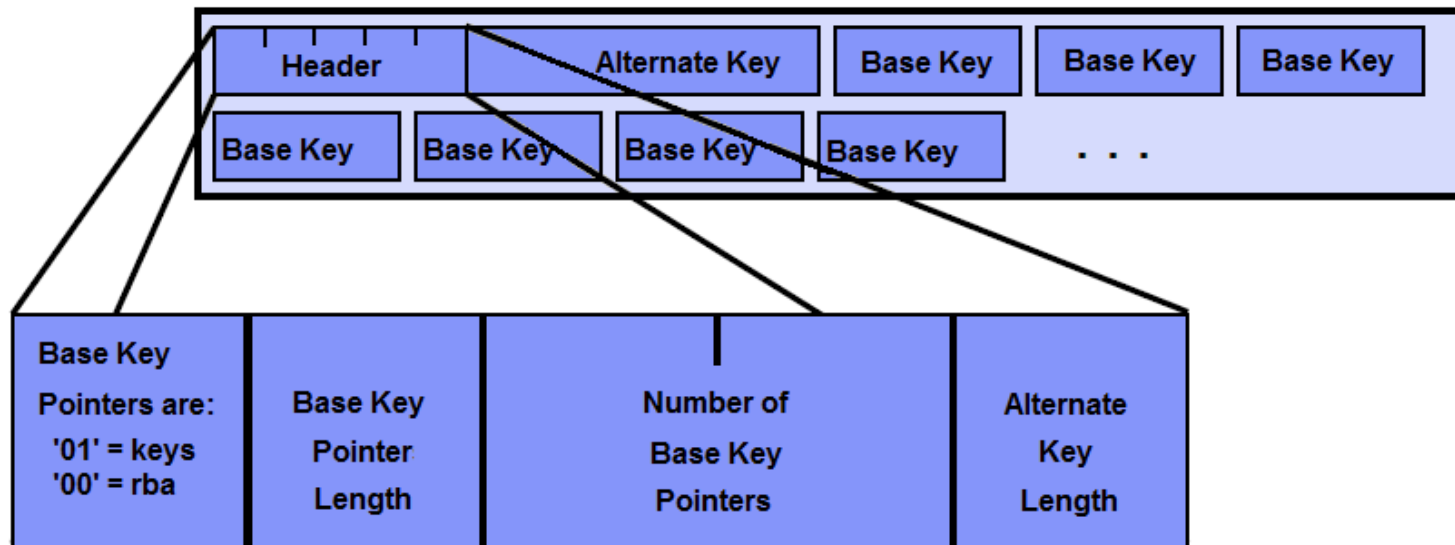 Header Alternate Key Base Key Base Key Base Key
Base Key Base Key Base Key Base Key . . .
Base Key
Pointers are:
'01' = keys
'00' = rba
Base Key
Pointer
Length
Number of
Base Key
Pointers
Alternate
Key
Length